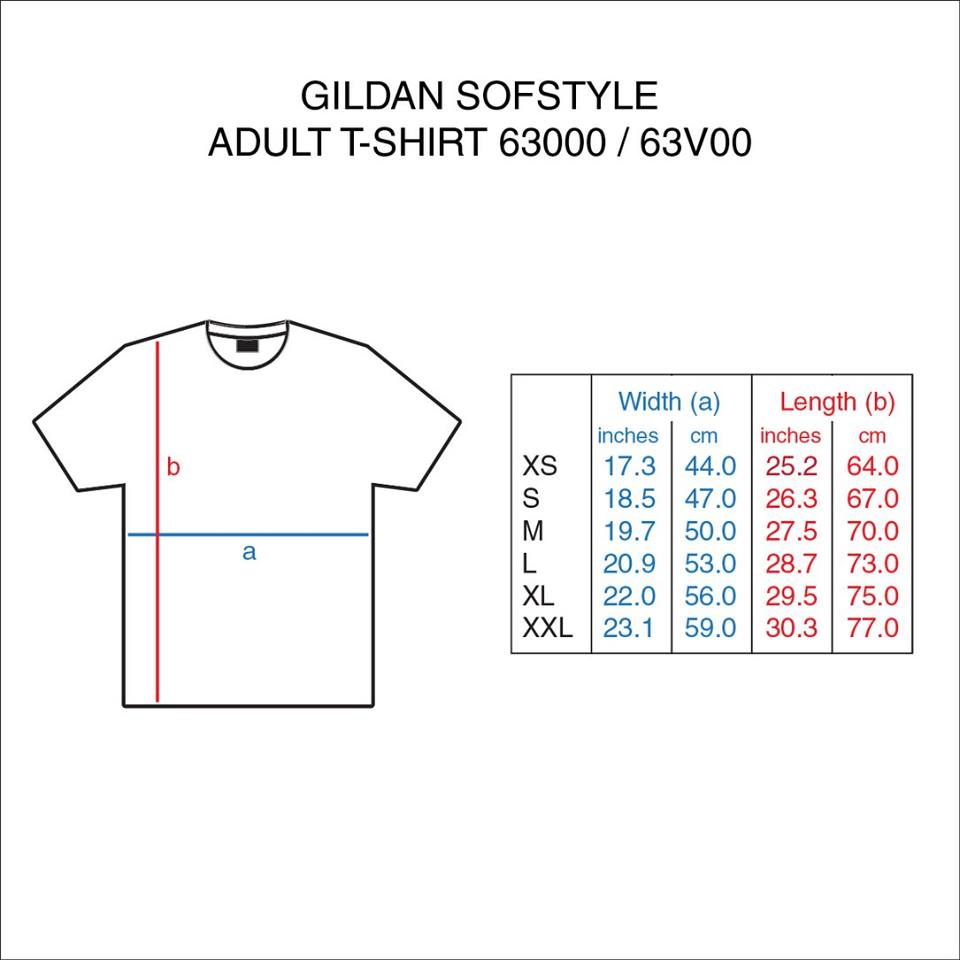 GILDAN SOFSTYLE
ADULT T-SHIRT 63000 / 63V00
b
a
Width (a) Length (b)
inches cm inches cm
XS 17.3 44.0 25.2 64.0
S 18.5 47.0 26.3 67.0
M 19.7 50.0 27.5 70.0
L 20.9 53.0 28.7 73.0
XL 22.0 56.0 29.5 75.0
XXL 23.1 59.0 30.3 77.0